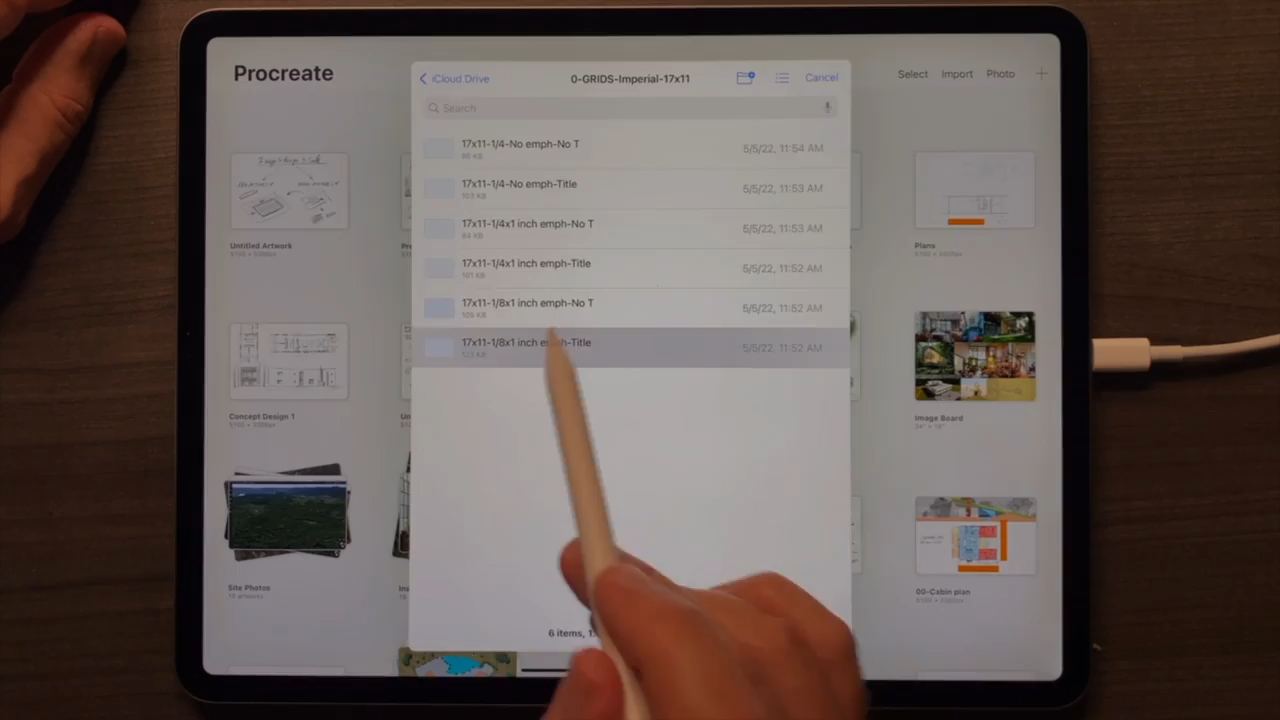 Procreate
Select Import Photo
iCloud Drive
0-GRIDS-Imperial-17x11
Cancel
Search
17x11-1/4-No emph-No T
5/5/22, 11:54 AM
17x11-1/4-No emph-Title
103 KB
5/5/22, 11:53 AM
17x11-1/4x1 inch emph-No T
5/5/22, 11:53 AM
17x11-1/4x1 inch emph-Title
101 KB
5/5/22, 11:52 AM
17x11-1/8x1 inch emph-No T
5/5/22, 11:52 AM
17x11-1/8x1 inch emph-Title
5/5/22, 11:52 AM
6 items,
Untitled Artwork
Plans
Concept Design 1
Image Board
Site Photos
00-Cabin plan